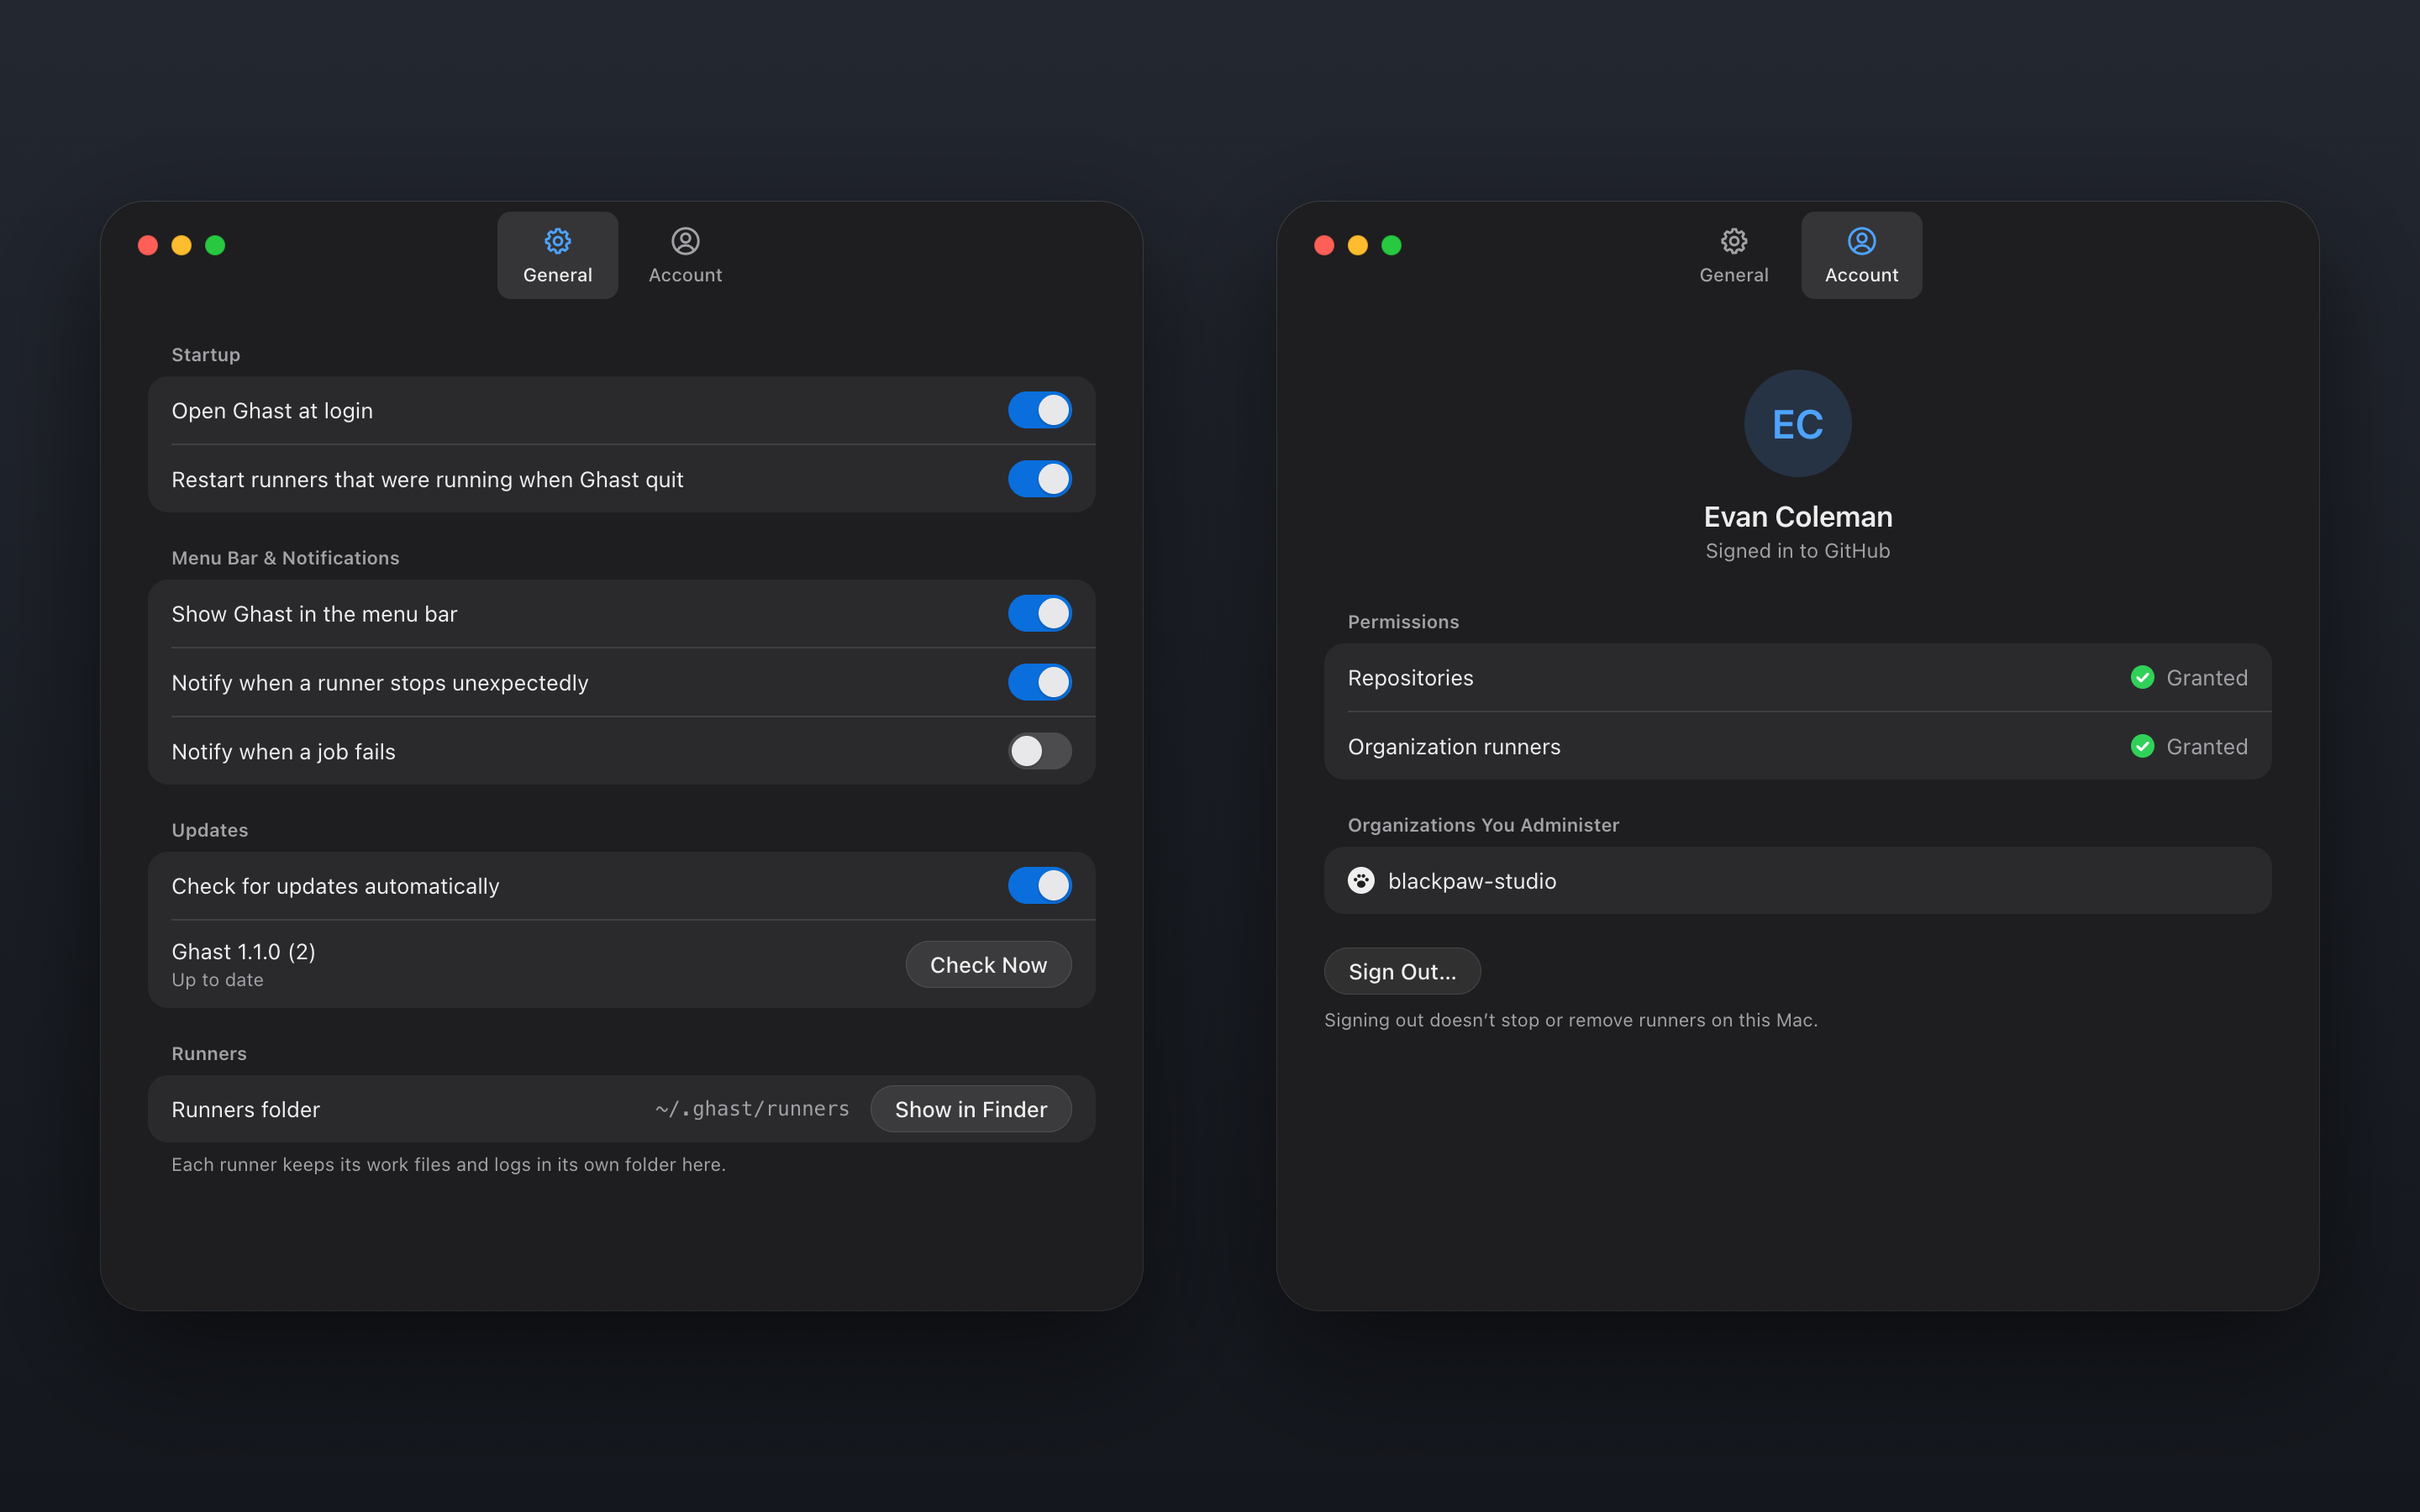 General
Account
Startup
Open Ghast at login
Restart runners that were running when Ghast quit
Menu Bar & Notifications
Show Ghast in the menu bar
Notify when a runner stops unexpectedly
Notify when a job fails
Updates
Check for updates automatically
Ghast 1.1.0 (2)
Up to date
Check Now
Runners
Runners folder
~/.ghast/runners
Show in Finder
Each runner keeps its work files and logs in its own folder here.
General
Account
EC
Evan Coleman
Signed in to GitHub
Permissions
Repositories
Granted
Organization runners
Granted
Organizations You Administer
blackpaw-studio
Sign Out...
Signing out doesn’t stop or remove runners on this Mac.